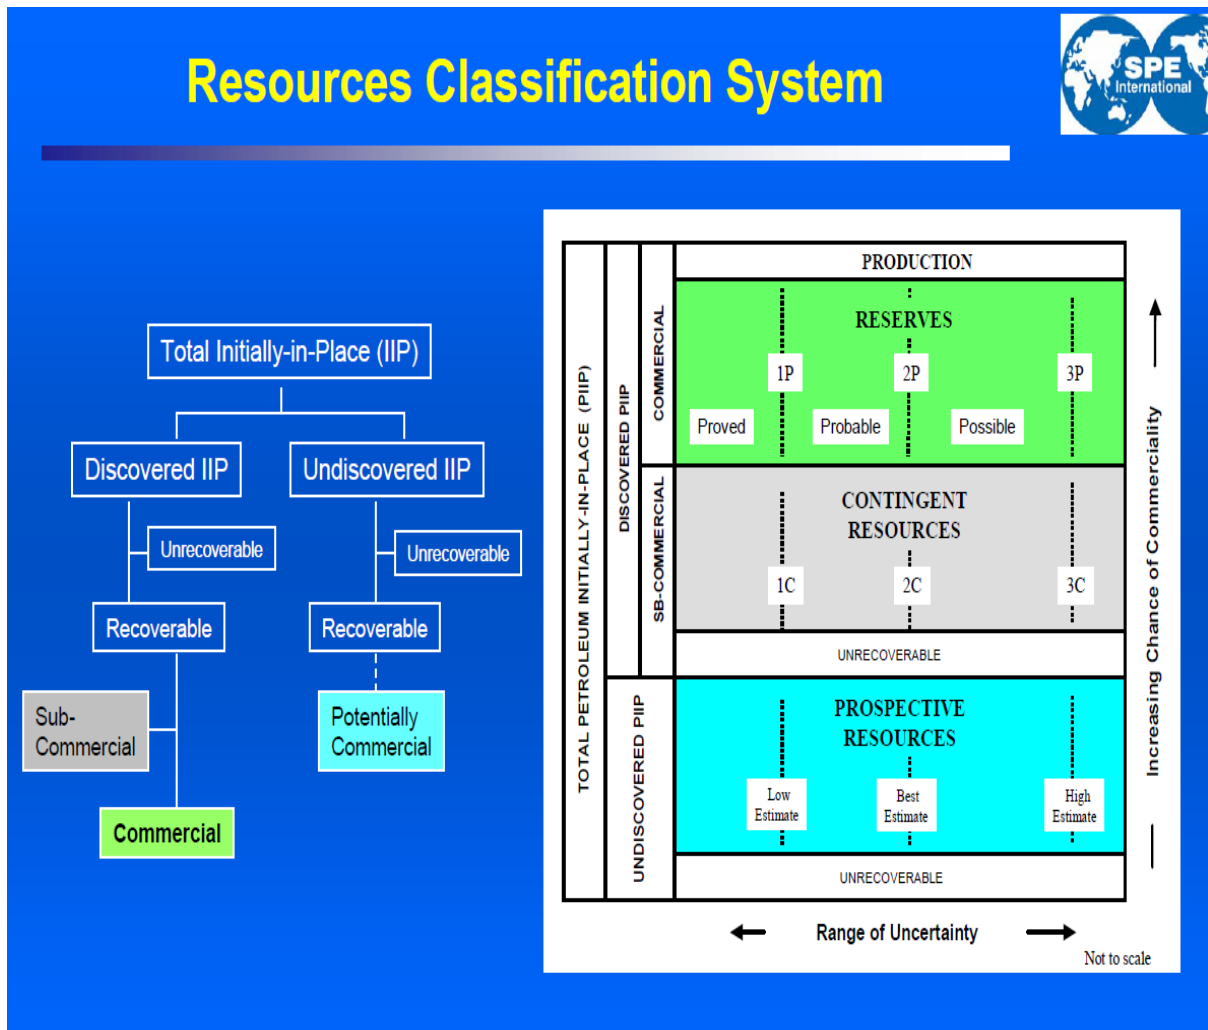 Resources Classification System
SPE
International
Total Initially-in-Place (IIP)
Discovered IIP
Undiscovered IIP
Unrecoverable
Unrecoverable
Recoverable
Recoverable
Sub-
Commercial
Potentially
Commercial
Commercial
TOTAL PETROLEUM INITIALLY-IN-PLACE (PIIP)
DISCOVERED PIIP
UNDISCOVERED PIIP
COMMERCIAL
SB-COMMERCIAL
PRODUCTION
RESERVES
1P
2P
3P
Proved
Probable
Possible
CONTINGENT
RESOURCES
1C
2C
3C
UNRECOVERABLE
PROSPECTIVE
RESOURCES
Low
Estimate
Best
Estimate
High
Estimate
UNRECOVERABLE
Increasing Chance of Commerciality
Range of Uncertainty
Not to scale